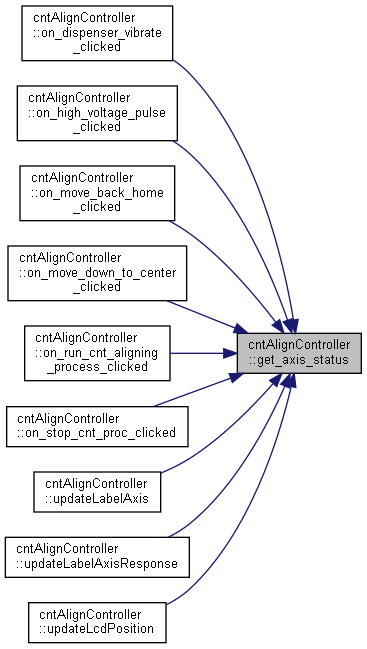 cntAlignController
::on_dispenser_vibrate
_clicked
cntAlignController
::on_high_voltage_pulse
_clicked
cntAlignController
::on_move_back_home
_clicked
cntAlignController
::on_move_down_to_center
_clicked
cntAlignController
::on_run_cnt_aligning
_process_clicked
cntAlignController
::get_axis_status
cntAlignController
::on_stop_cnt_proc_clicked
cntAlignController
::updateLabelAxis
cntAlignController
::updateLabelAxisResponse
cntAlignController
::updateLcdPosition